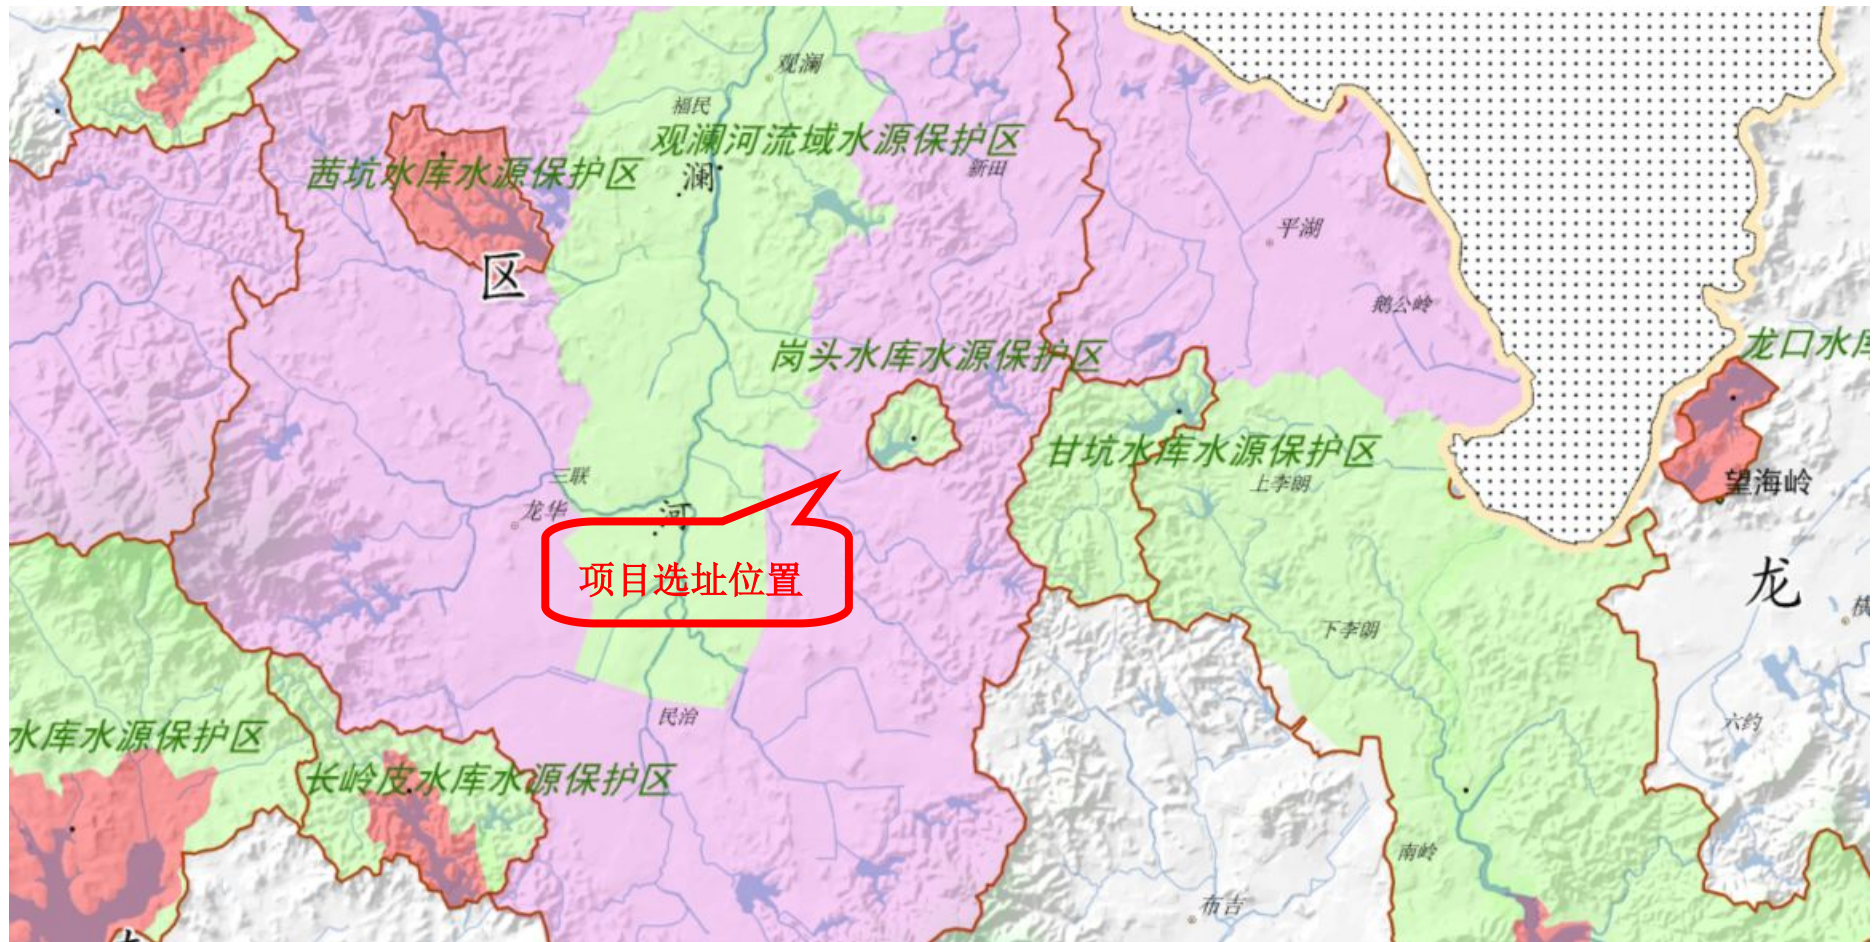 观澜
福民
观澜河流域水源保护区
茜坑水库水源保护区
新田
澜
平湖
区
鹅公岭
岗头水库水源保护区
龙口水库
甘坑水库水源保护区
三联
上李朗
望海岭
龙华
河
项目选址位置
龙
横
下李朗
民治
六约
水库水源保护区
长岭皮水库水源保护区
南岭
布吉